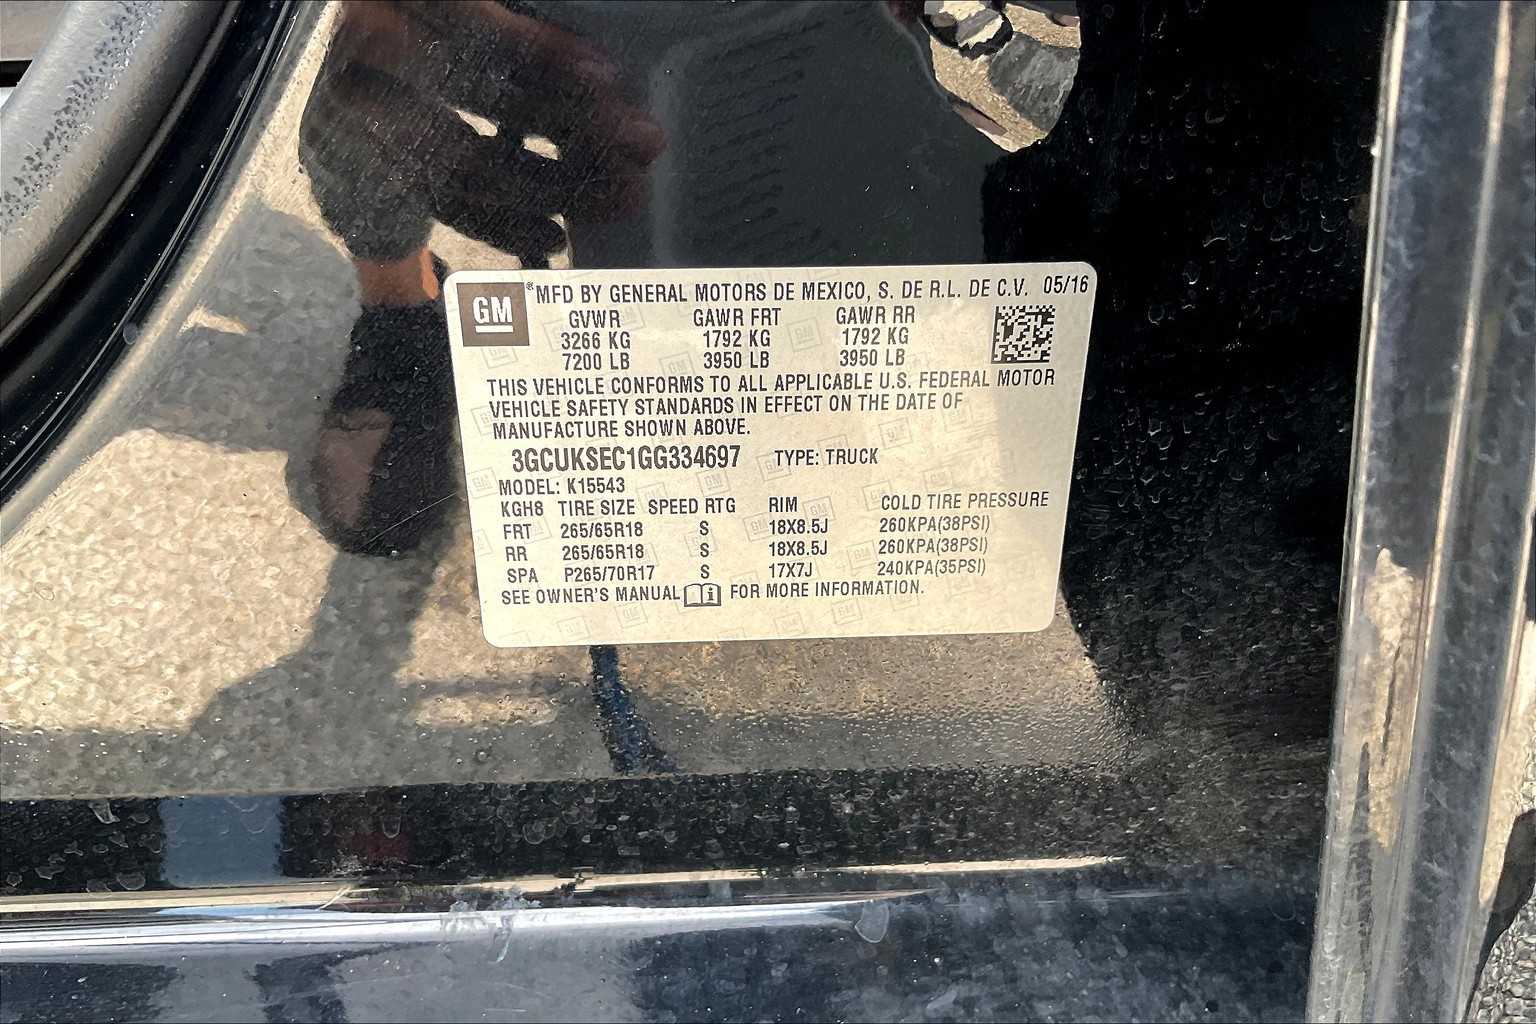 GM ® MFD BY GENERAL MOTORS DE MEXICO, S. DE R.L. DE C.V. 05/16
GVWR GAWR FRT GAWR RR
3266 KG 1792 KG 1792 KG
7200 LB 3950 LB 3950 LB
THIS VEHICLE CONFORMS TO ALL APPLICABLE U.S. FEDERAL MOTOR
VEHICLE SAFETY STANDARDS IN EFFECT ON THE DATE OF
MANUFACTURE SHOWN ABOVE.
3GCUKSEC1GG334697 TYPE: TRUCK
MODEL: K15543
KGH8 TIRE SIZE SPEED RTG RIM COLD TIRE PRESSURE
FRT 265/65R18 S 18X8.5J 260KPA(38PSI)
RR 265/65R18 S 18X8.5J 260KPA(38PSI)
SPA P265/70R17 S 17X7J 240KPA(35PSI)
SEE OWNER'S MANUAL FOR MORE INFORMATION.